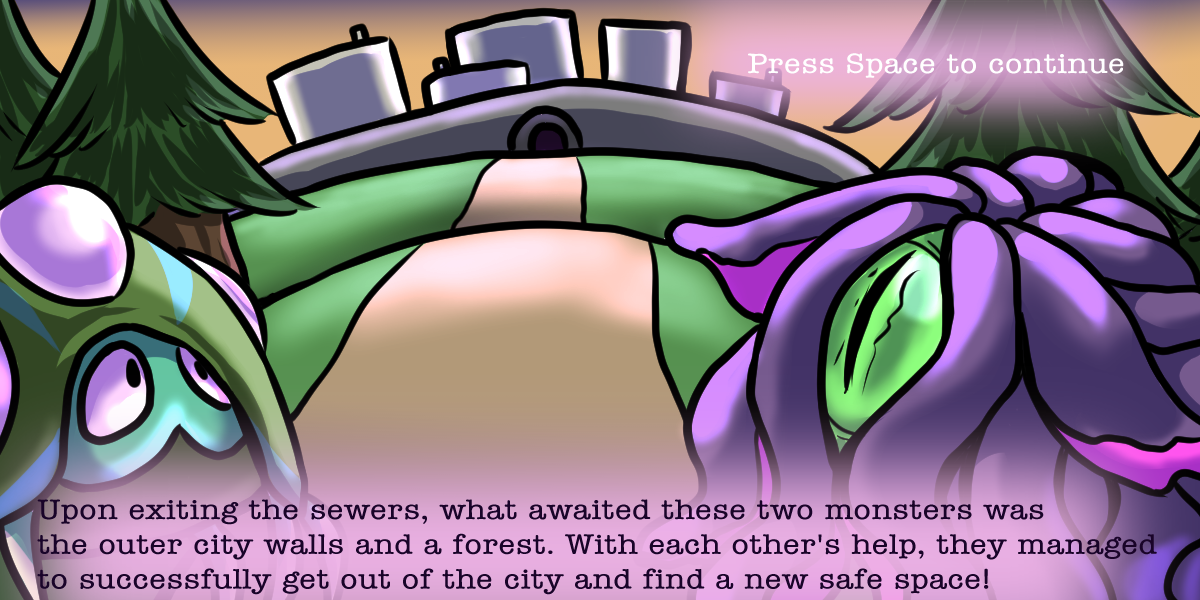 Press Space to continue
Upon exiting the sewers, what awaited these two monsters was
the outer city walls and a forest. With each other's help, they managed
to successfully get out of the city and find a new safe space!